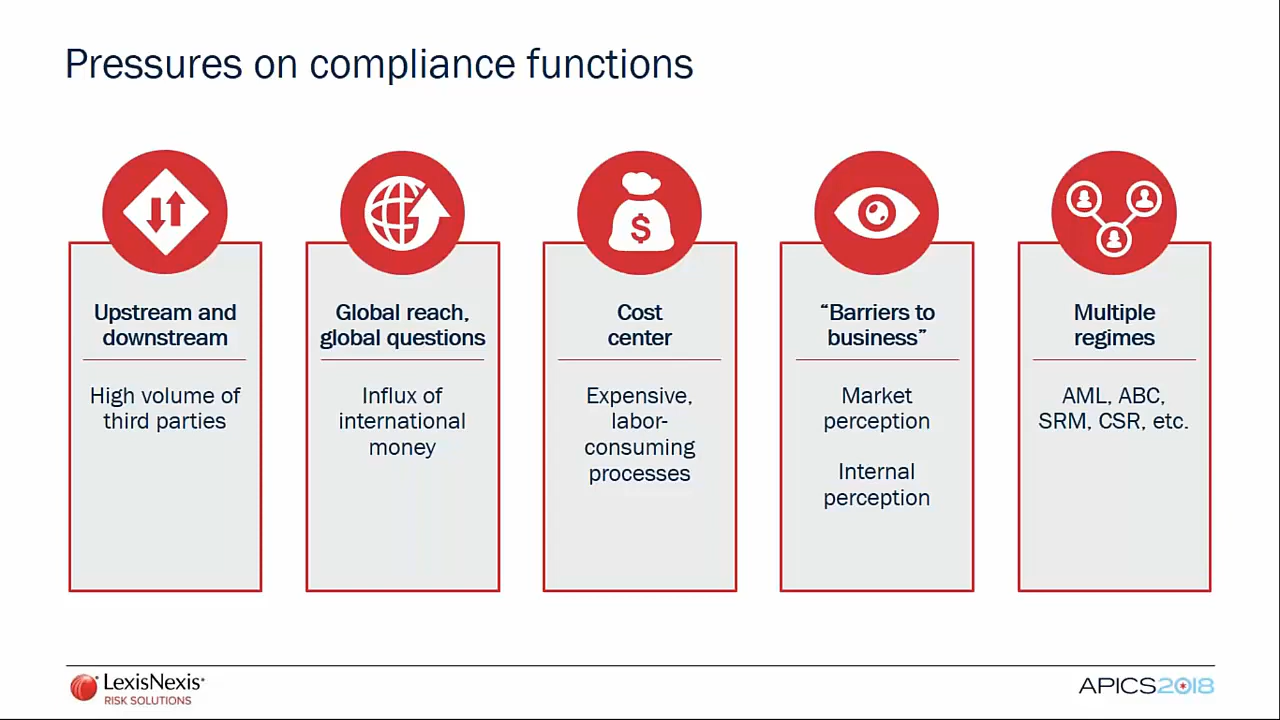 Pressures on compliance functions
Upstream and
downstream
High volume of
third parties
Global reach,
global questions
Influx of
international
money
$
Cost
center
Expensive,
labor-
consuming
processes
“Barriers to
business”
Market
perception
Internal
perception
Multiple
regimes
AML, ABC,
SRM, CSR, etc.
LexisNexis®
RISK SOLUTIONS
APICS2018